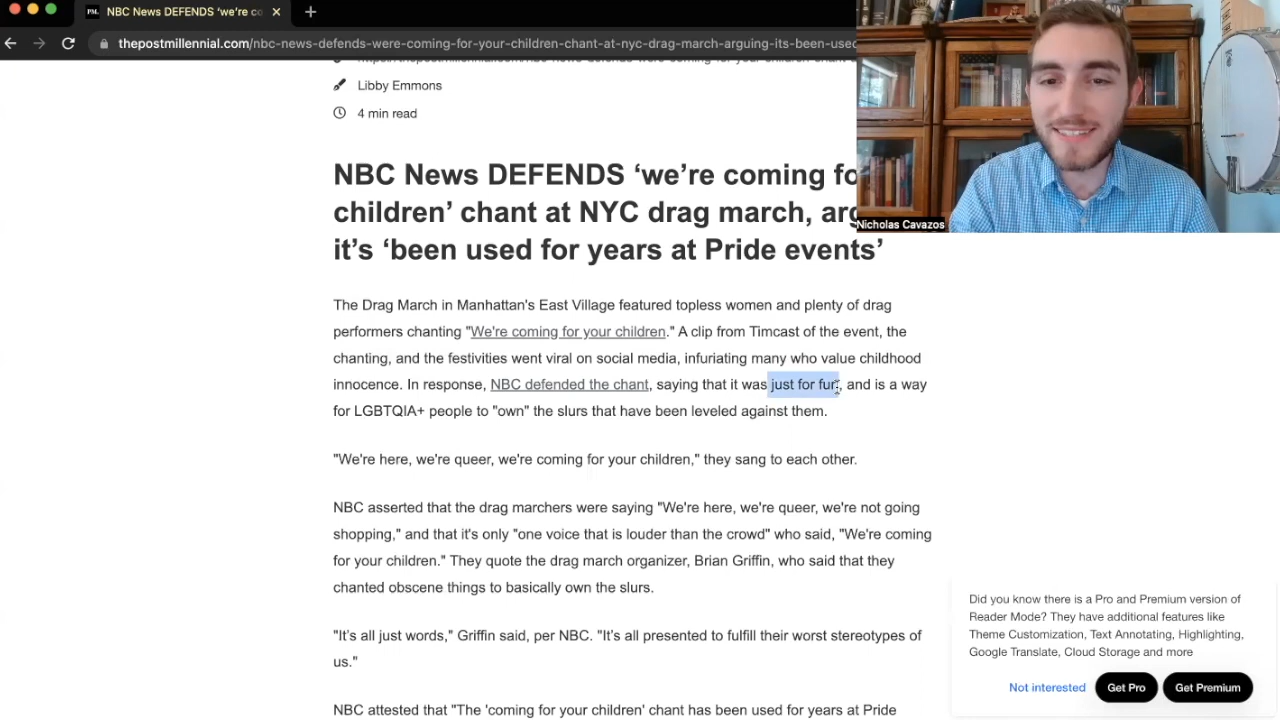 NBC News DEFENDS ‘we’re co
thepostmillennial.com/nbc-news-defends-were-coming-for-your-children-chant-at-nyc-drag-march-arguing-its-been-used
Libby Emmons
4 min read
NBC News DEFENDS ‘we’re coming fo
children’ chant at NYC drag march, arg
it’s ‘been used for years at Pride events’
The Drag March in Manhattan's East Village featured topless women and plenty of drag
performers chanting "We're coming for your children." A clip from Timcast of the event, the
chanting, and the festivities went viral on social media, infuriating many who value childhood
innocence. In response, NBC defended the chant, saying that it was just for fun, and is a way
for LGBTQIA+ people to "own" the slurs that have been leveled against them.
"We're here, we're queer, we're coming for your children," they sang to each other.
NBC asserted that the drag marchers were saying "We're here, we're queer, we're not going
shopping," and that it's only "one voice that is louder than the crowd" who said, "We're coming
for your children." They quote the drag march organizer, Brian Griffin, who said that they
chanted obscene things to basically own the slurs.
"It’s all just words," Griffin said, per NBC. "It’s all presented to fulfill their worst stereotypes of
us."
NBC attested that "The 'coming for your children' chant has been used for years at Pride
Nicholas Cavazos
Did you know there is a Pro and Premium version of
Reader Mode? They have additional features like
Theme Customization, Text Annotating, Highlighting,
Google Translate, Cloud Storage and more
Not interested
Get Pro
Get Premium